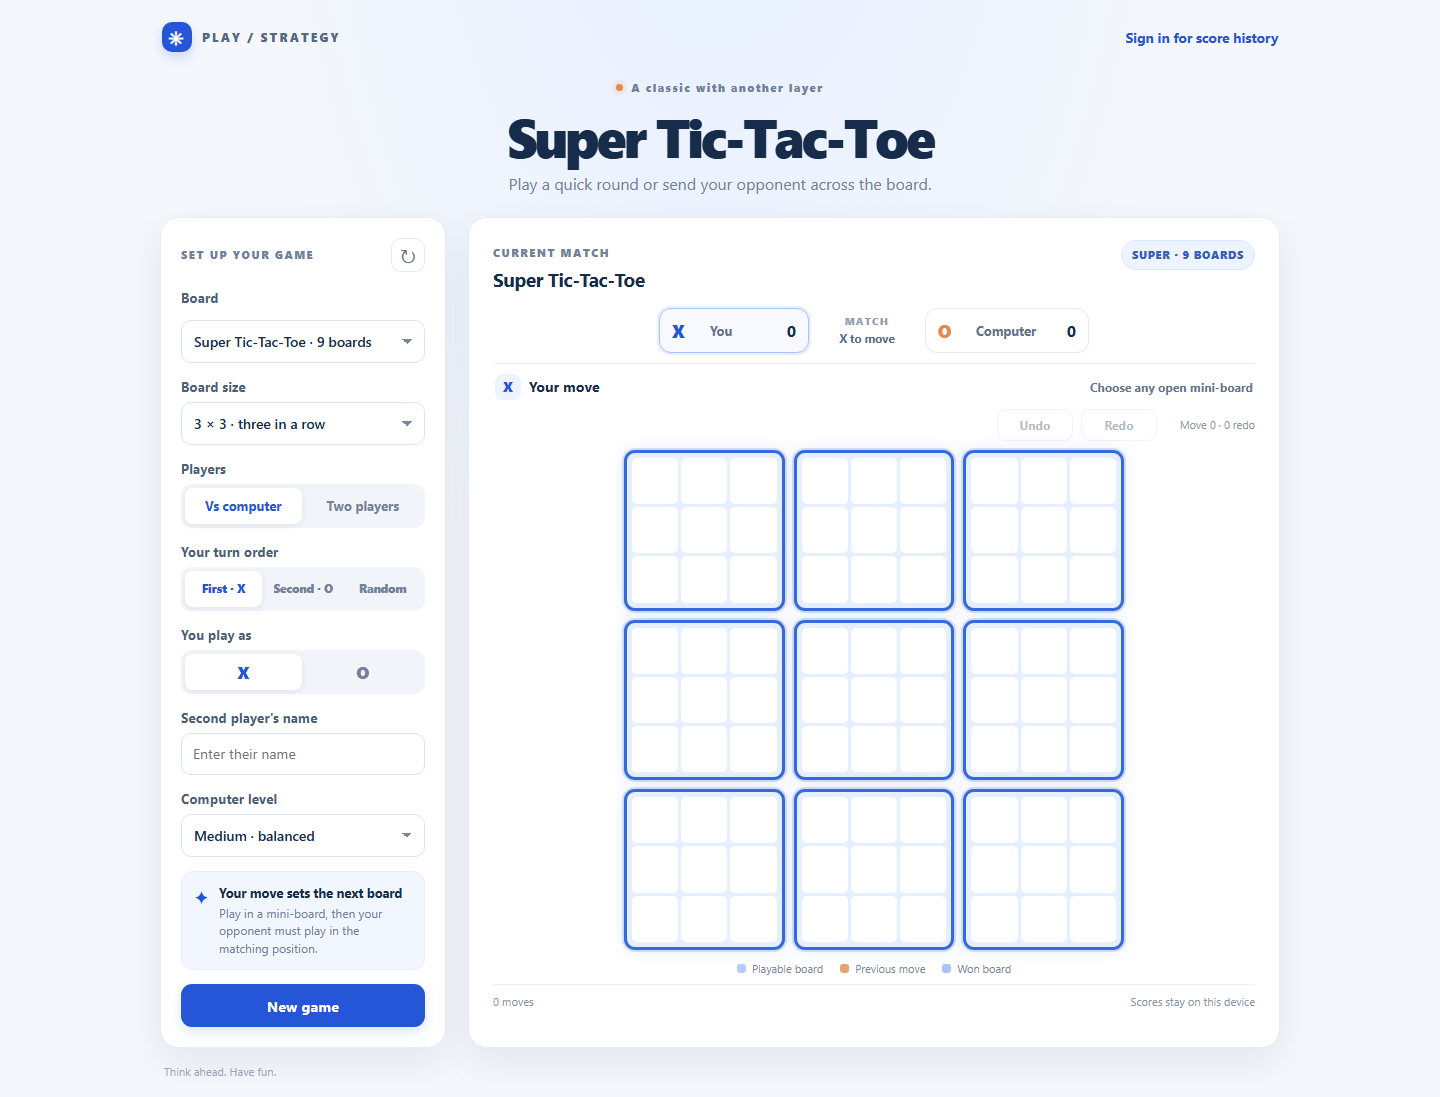 PLAY / STRATEGY
Sign in for score history
A classic with another layer
Super Tic-Tac-Toe
Play a quick round or send your opponent across the board.
SET UP YOUR GAME
Board
Super Tic-Tac-Toe · 9 boards
Board size
3 × 3 · three in a row
Players
Vs computer Two players
Your turn order
First · X Second · O Random
You play as
X O
Second player's name
Enter their name
Computer level
Medium · balanced
Your move sets the next board
Play in a mini-board, then your
opponent must play in the
matching position.
New game
CURRENT MATCH
Super Tic-Tac-Toe
SUPER · 9 BOARDS
X You 0
MATCH
X to move
O Computer 0
X Your move
Choose any open mini-board
Undo Redo Move 0 · 0 redo
Playable board Previous move Won board
0 moves
Scores stay on this device
Think ahead. Have fun.